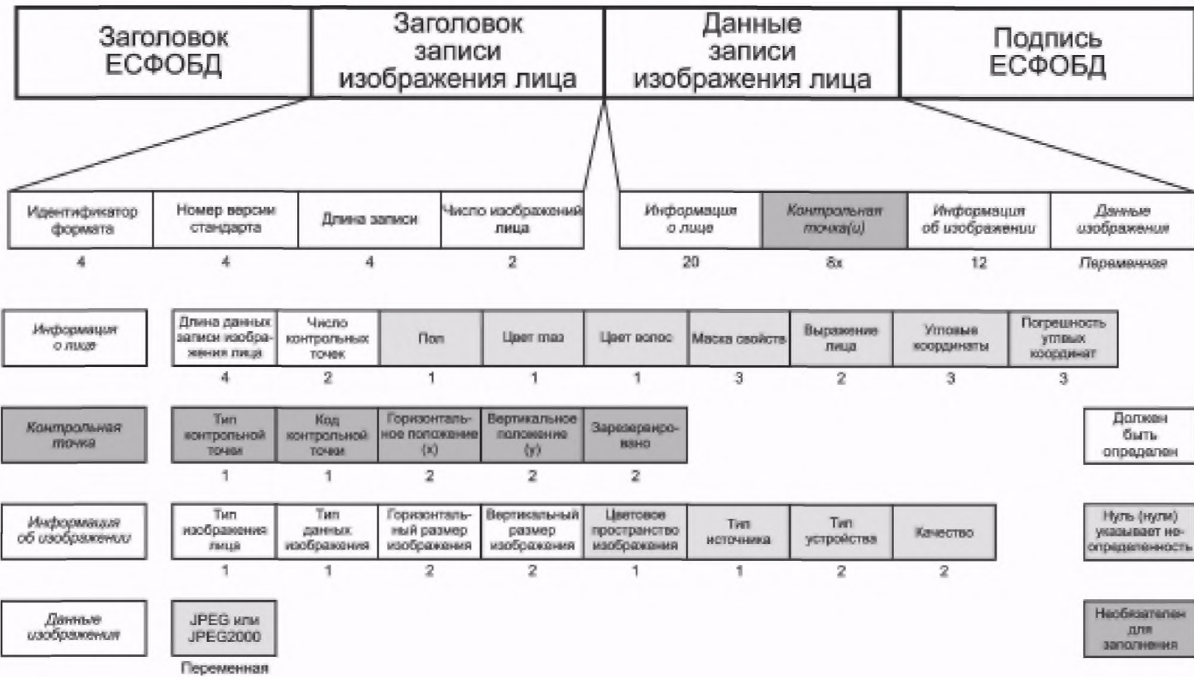 Заголовок
ЕСФОБД
Заголовок
записи
изображения лица
Данные
записи
изображения лица
Подпись
ЕСФОБД
Идентификатор
формата
Номер версии
стандарта
Длина записи
Число изображений
лица
4
4
4
2
Информация
о лице
Контрольная
точка(и)
Информация
об изображении
Данные
изображения
20
8x
12
Переменная
Информация
о лице
Длина данных
записи изобра-
жения лица
Число
контрольных
точек
Пол
Цвет глаз
Цвет волос
Маска свойств
Выражение
лица
Угловые
координаты
Погрешность
угловых
координат
4
2
1
1
1
3
2
3
3
Контрольная
точка
Тип
контрольной
точки
Код
контрольной
точки
Горизонталь-
ное положение
(x)
Вертикальное
положение
(y)
Зарезервиро-
вано
1
1
2
2
2
Должен
быть
определен
Информация
об изображении
Тип
изображения
лица
Тип
данных
изображения
Горизонталь-
ный размер
изображения
Вертикальный
размер
изображения
Цветовое
пространство
изображения
Тип
источника
Тип
устройства
Качество
1
1
2
2
1
1
2
2
Нуль (нули)
указывает не-
определенность
Данные
изображения
JPEG или
JPEG2000
Переменная
Необязателен
для
заполнения